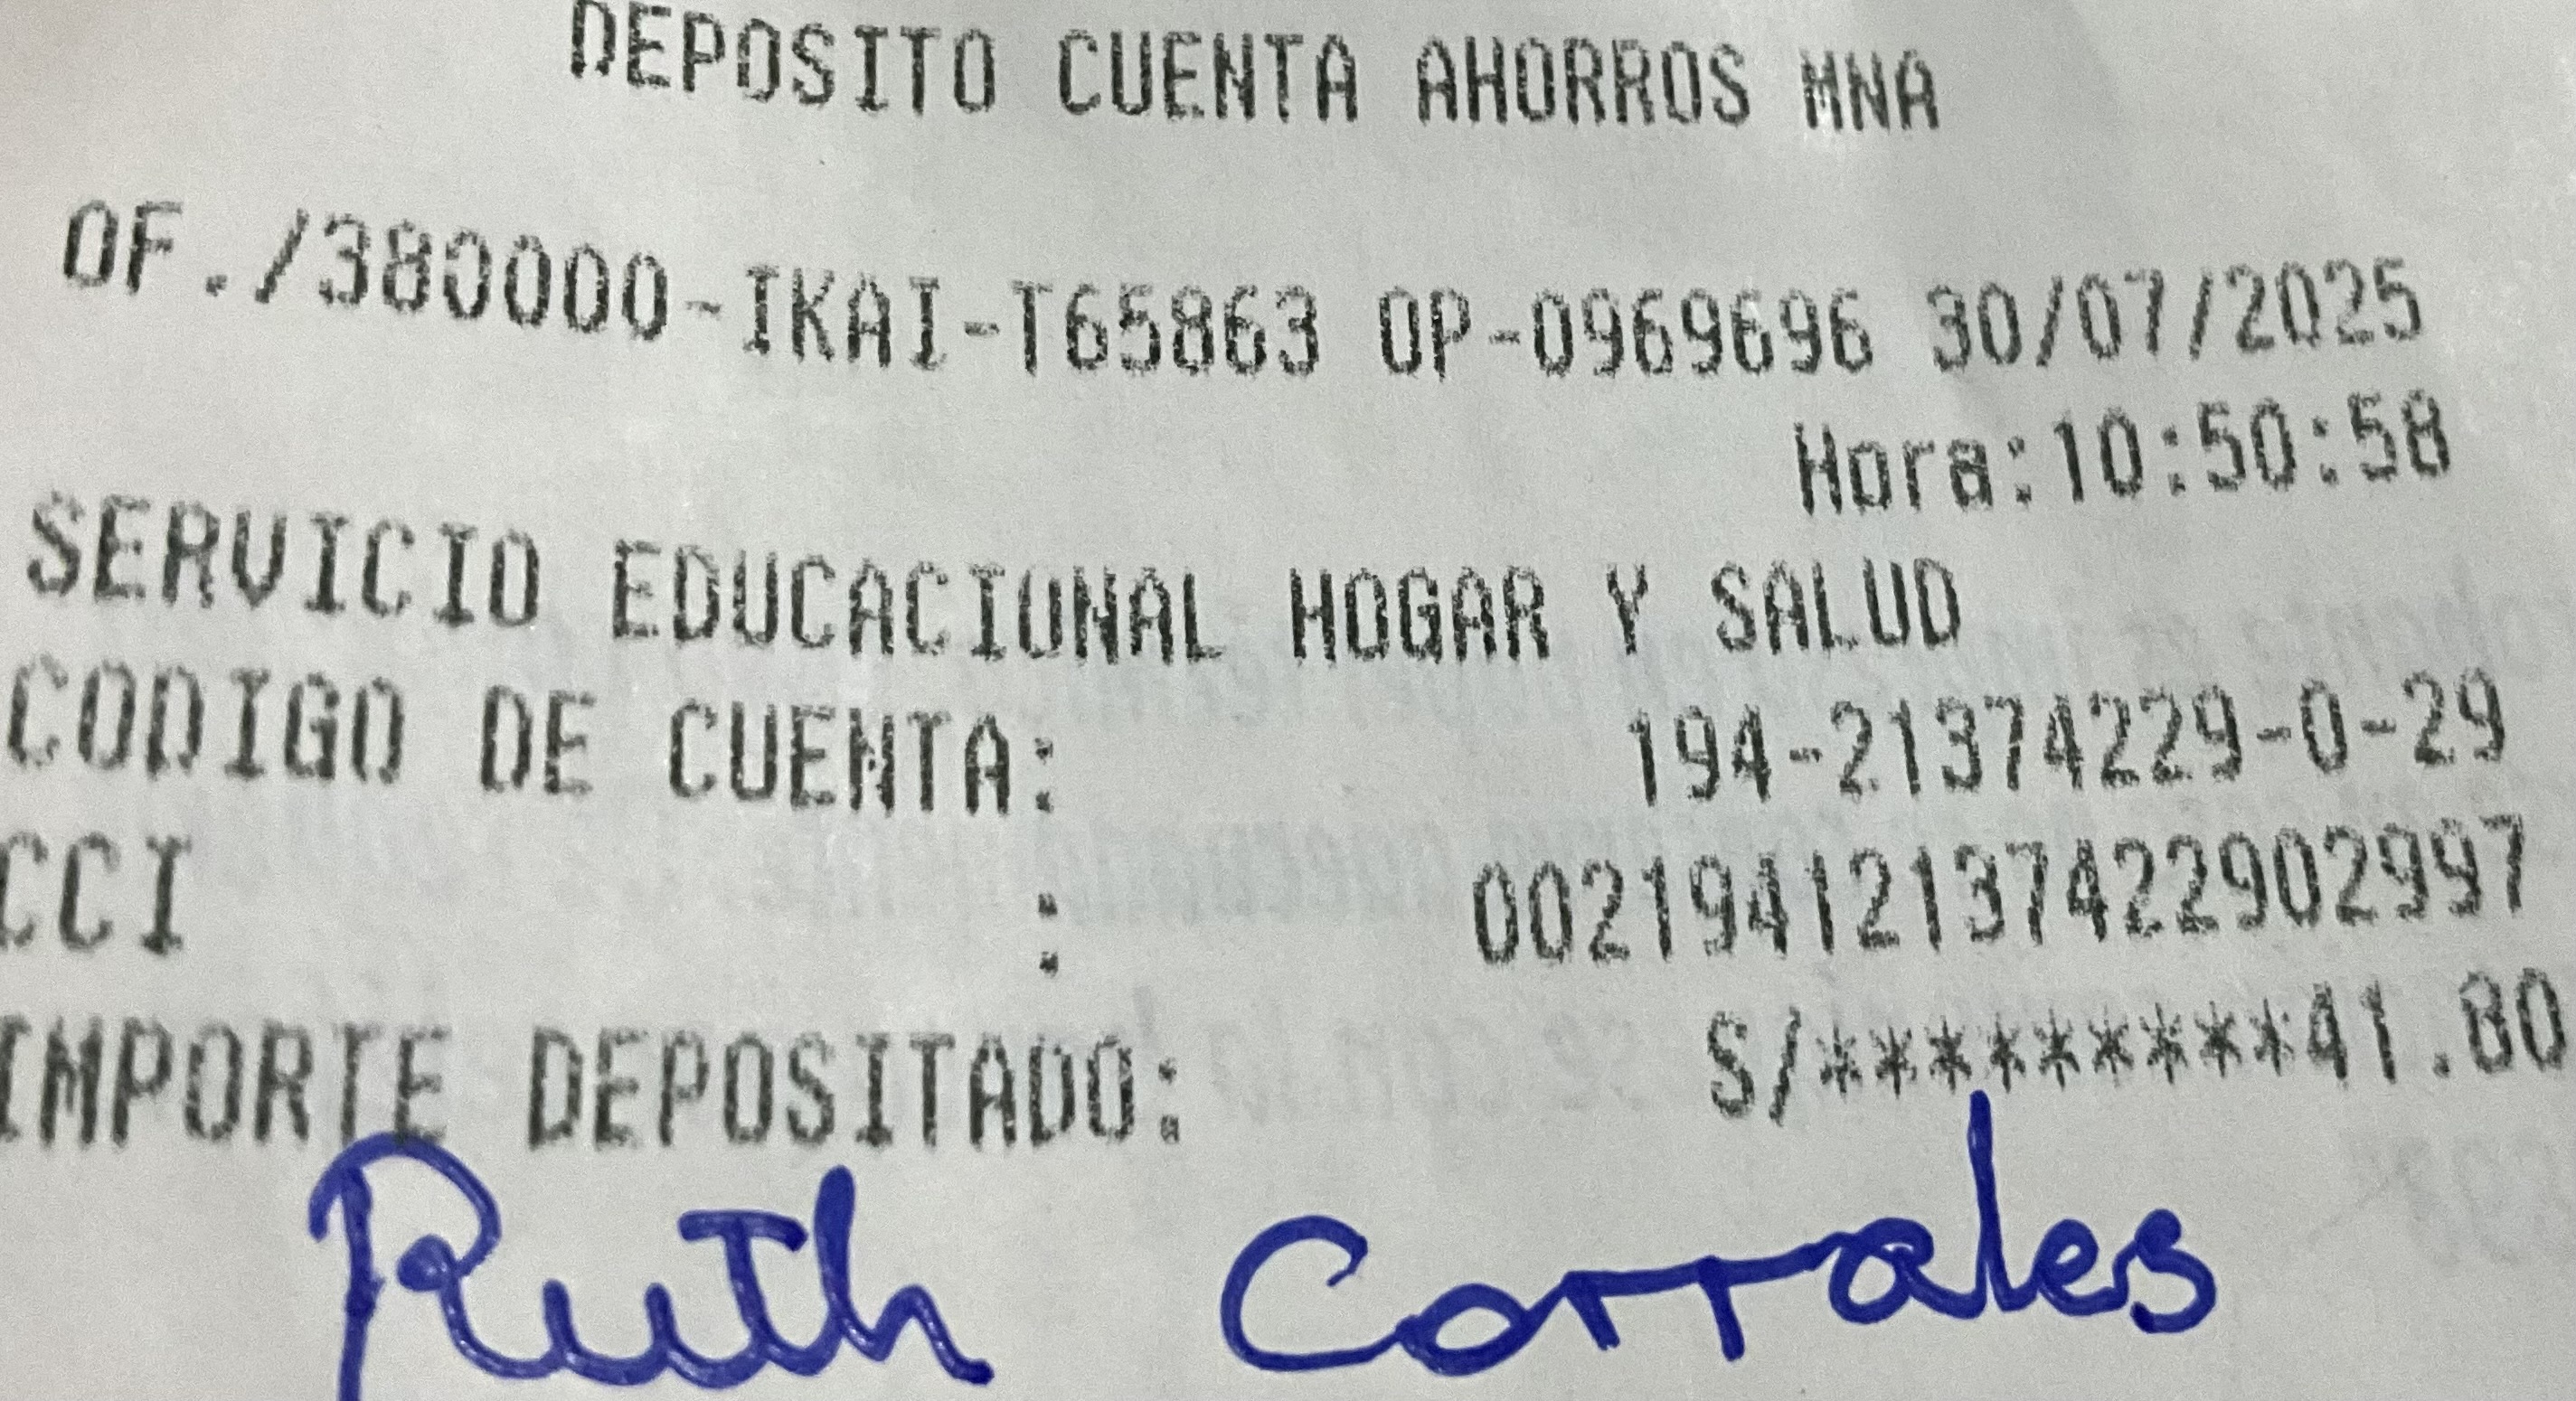 DEPOSITO CUENTA AHORROS MNA
OF./380000-IKAI-T65863 OP-0969696 30/07/2025
Hora:10:50:58
SERVICIO EDUCACIONAL HOGAR Y SALUD
CODIGO DE CUENTA: 194-21374229-0-29
CCI : 00219412137422902997
IMPORTE DEPOSITADO: S/*********41.80
Ruth Corrales